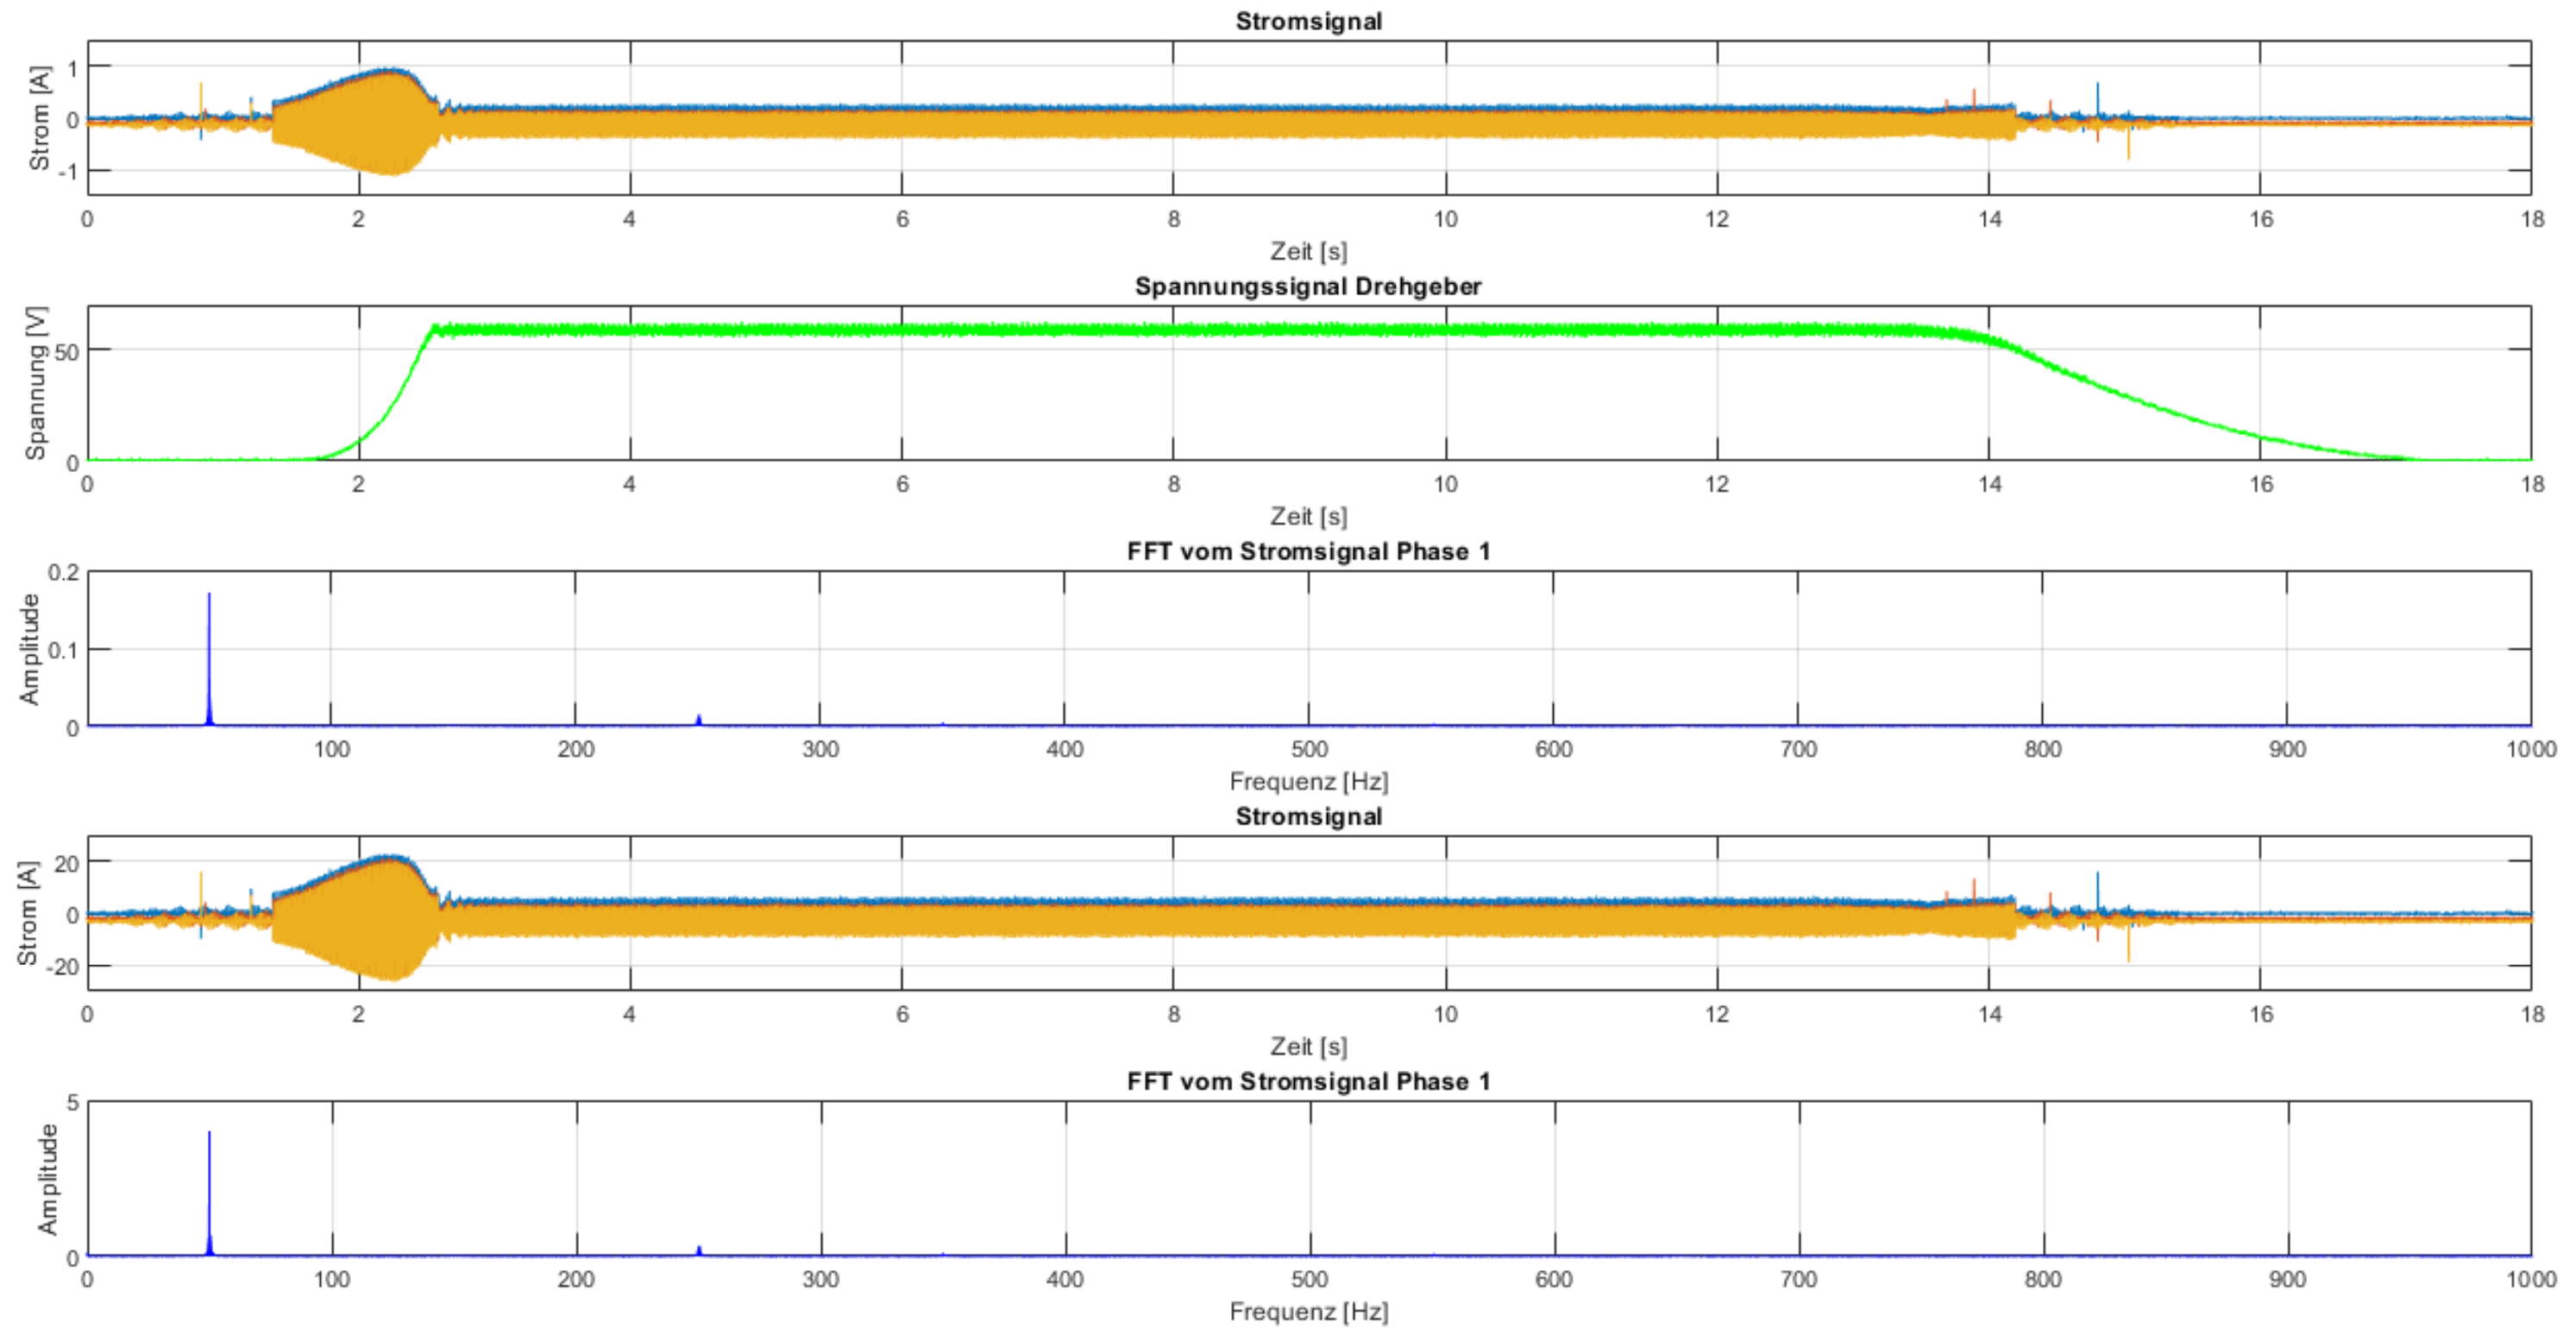 Stromsignal
Strom [A]
1
0
-1
0 2 4 6 8 10 12 14 16 18
Zeit [s]
Spannungssignal Drehgeber
Spannung [V]
50
0
0 2 4 6 8 10 12 14 16 18
Zeit [s]
FFT vom Stromsignal Phase 1
Amplitude
0.2
0.1
0
100 200 300 400 500 600 700 800 900 1000
Frequenz [Hz]
Stromsignal
Strom [A]
20
0
-20
0 2 4 6 8 10 12 14 16 18
Zeit [s]
FFT vom Stromsignal Phase 1
Amplitude
5
0
0 100 200 300 400 500 600 700 800 900 1000
Frequenz [Hz]